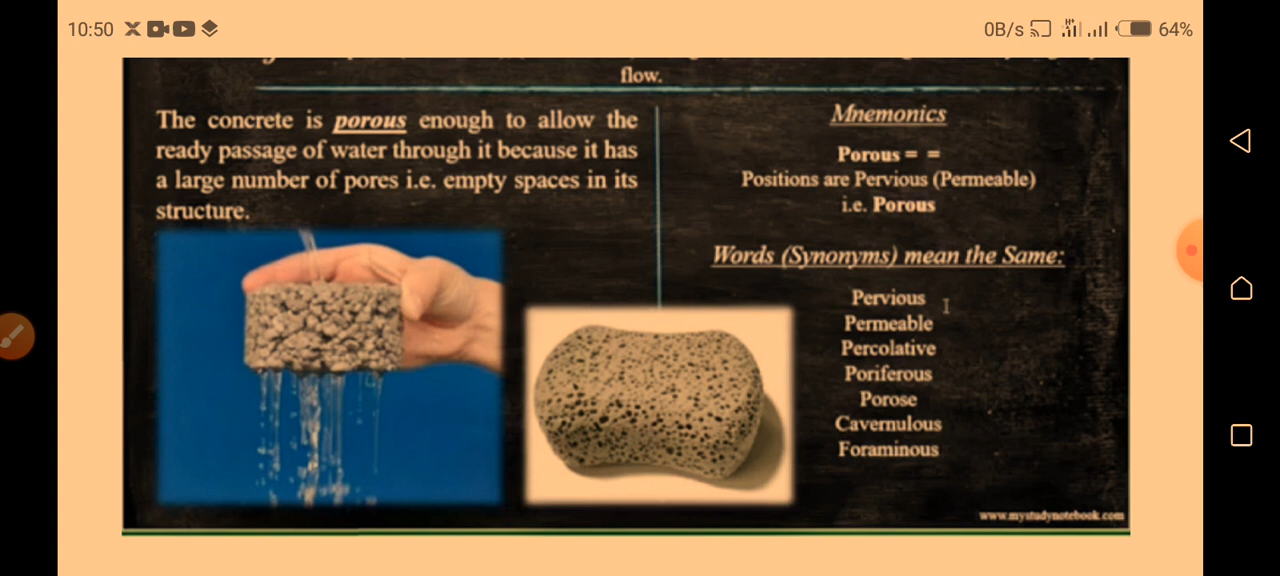 10:50
0B/s
64%
flow.
The concrete is porous enough to allow the
ready passage of water through it because it has
a large number of pores i.e. empty spaces in its
structure.
Mnemonics
Porous = =
Positions are Pervious (Permeable)
i.e. Porous
Words (Synonyms) mean the Same:
Pervious
Permeable
Percolative
Poriferous
Porose
Cavernulous
Foraminous
www.mystudynotebook.com